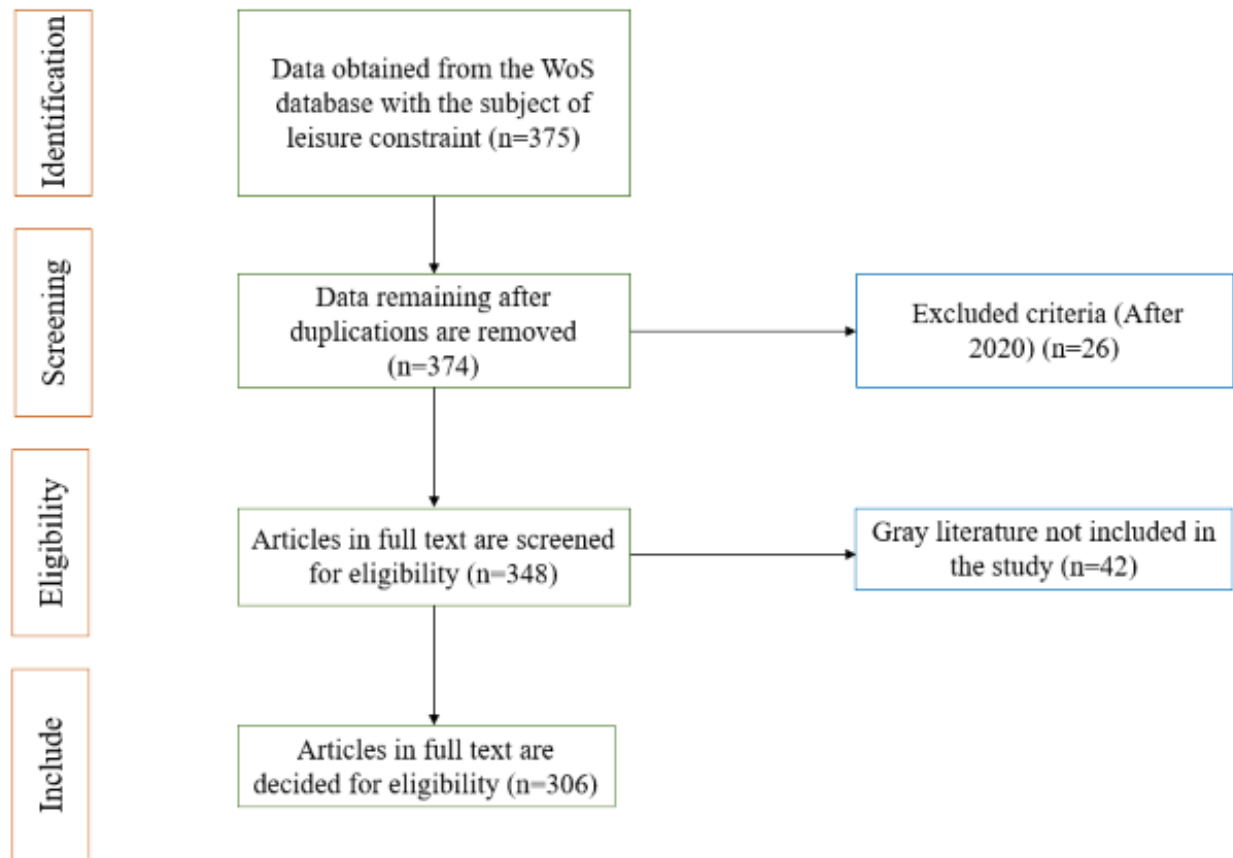 Identification
Data obtained from the WoS
database with the subject of
leisure constraint (n=375)
Screening
Data remaining after
duplications are removed
(n=374)
Excluded criteria (After
2020) (n=26)
Eligibility
Articles in full text are screened
for eligibility (n=348)
Gray literature not included in
the study (n=42)
Include
Articles in full text are
decided for eligibility (n=306)